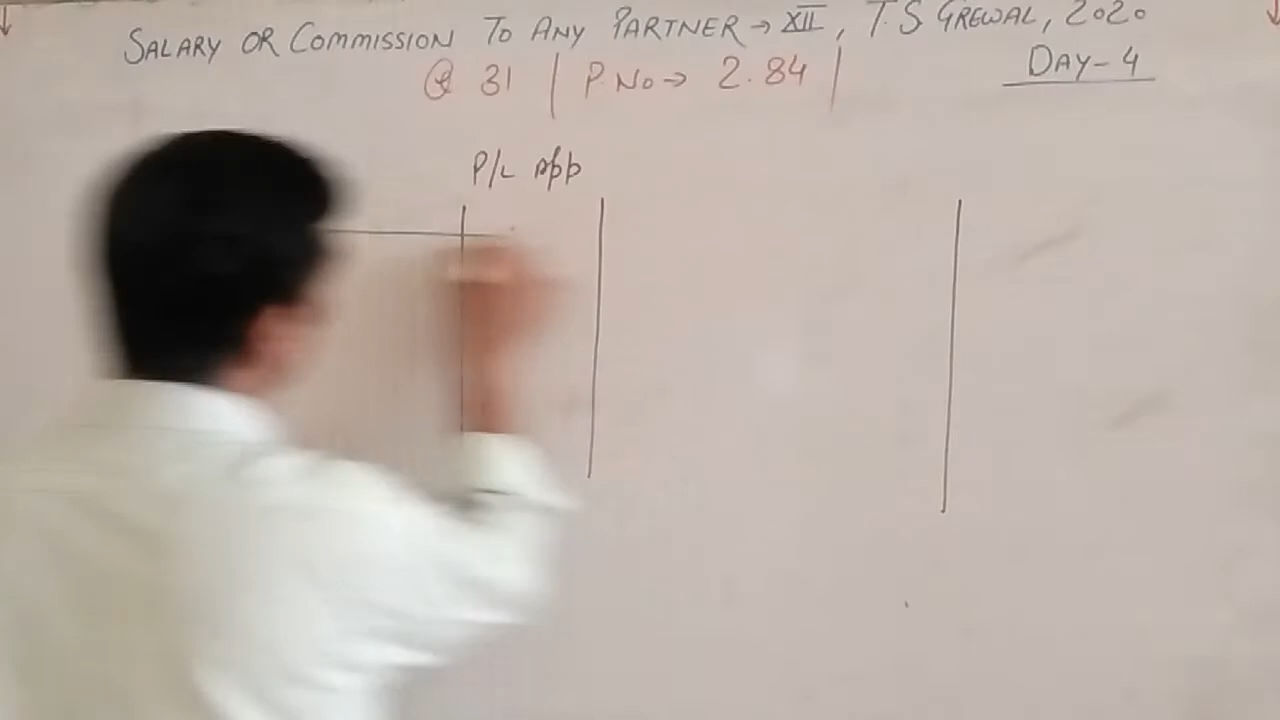 SALARY OR COMMISSION TO ANY PARTNER → XII, T.S GREWAL, 2020
Q 31 | P No → 2.84 |
DAY-4
P/L App